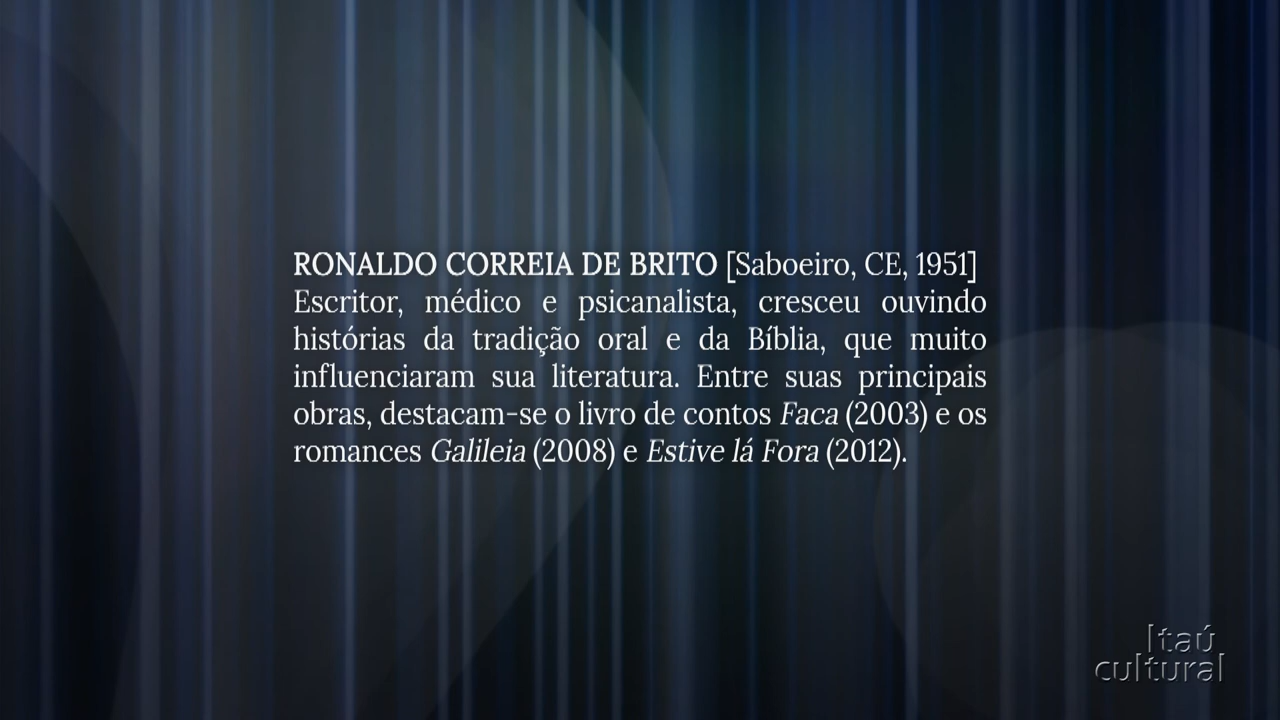 RONALDO CORREIA DE BRITO [Saboeiro, CE, 1951]
Escritor, médico e psicanalista, cresceu ouvindo
histórias da tradição oral e da Bíblia, que muito
influenciaram sua literatura. Entre suas principais
obras, destacam-se o livro de contos Faca (2003) e os
romances Galileia (2008) e Estive lá Fora (2012).
Itaú
cultural